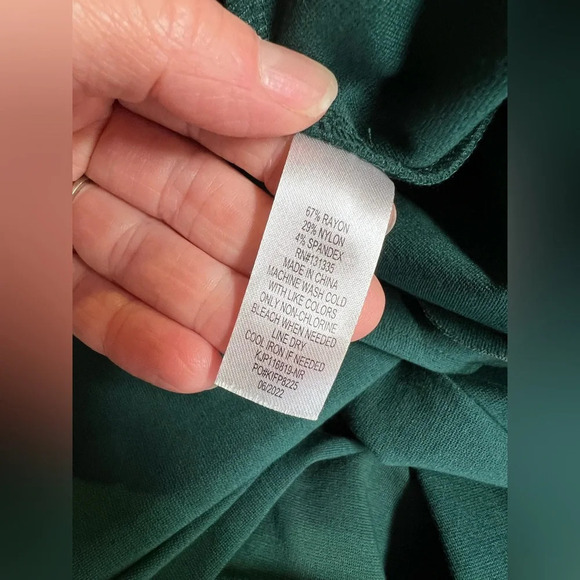 67% RAYON
29% NYLON
4% SPANDEX
RN#131335
MADE IN CHINA
MACHINE WASH COLD
WITH LIKE COLORS
ONLY NON-CHLORINE
BLEACH WHEN NEEDED
LINE DRY
COOL IRON IF NEEDED
KJP116819-NR
PO#KIFP8225
06/2022